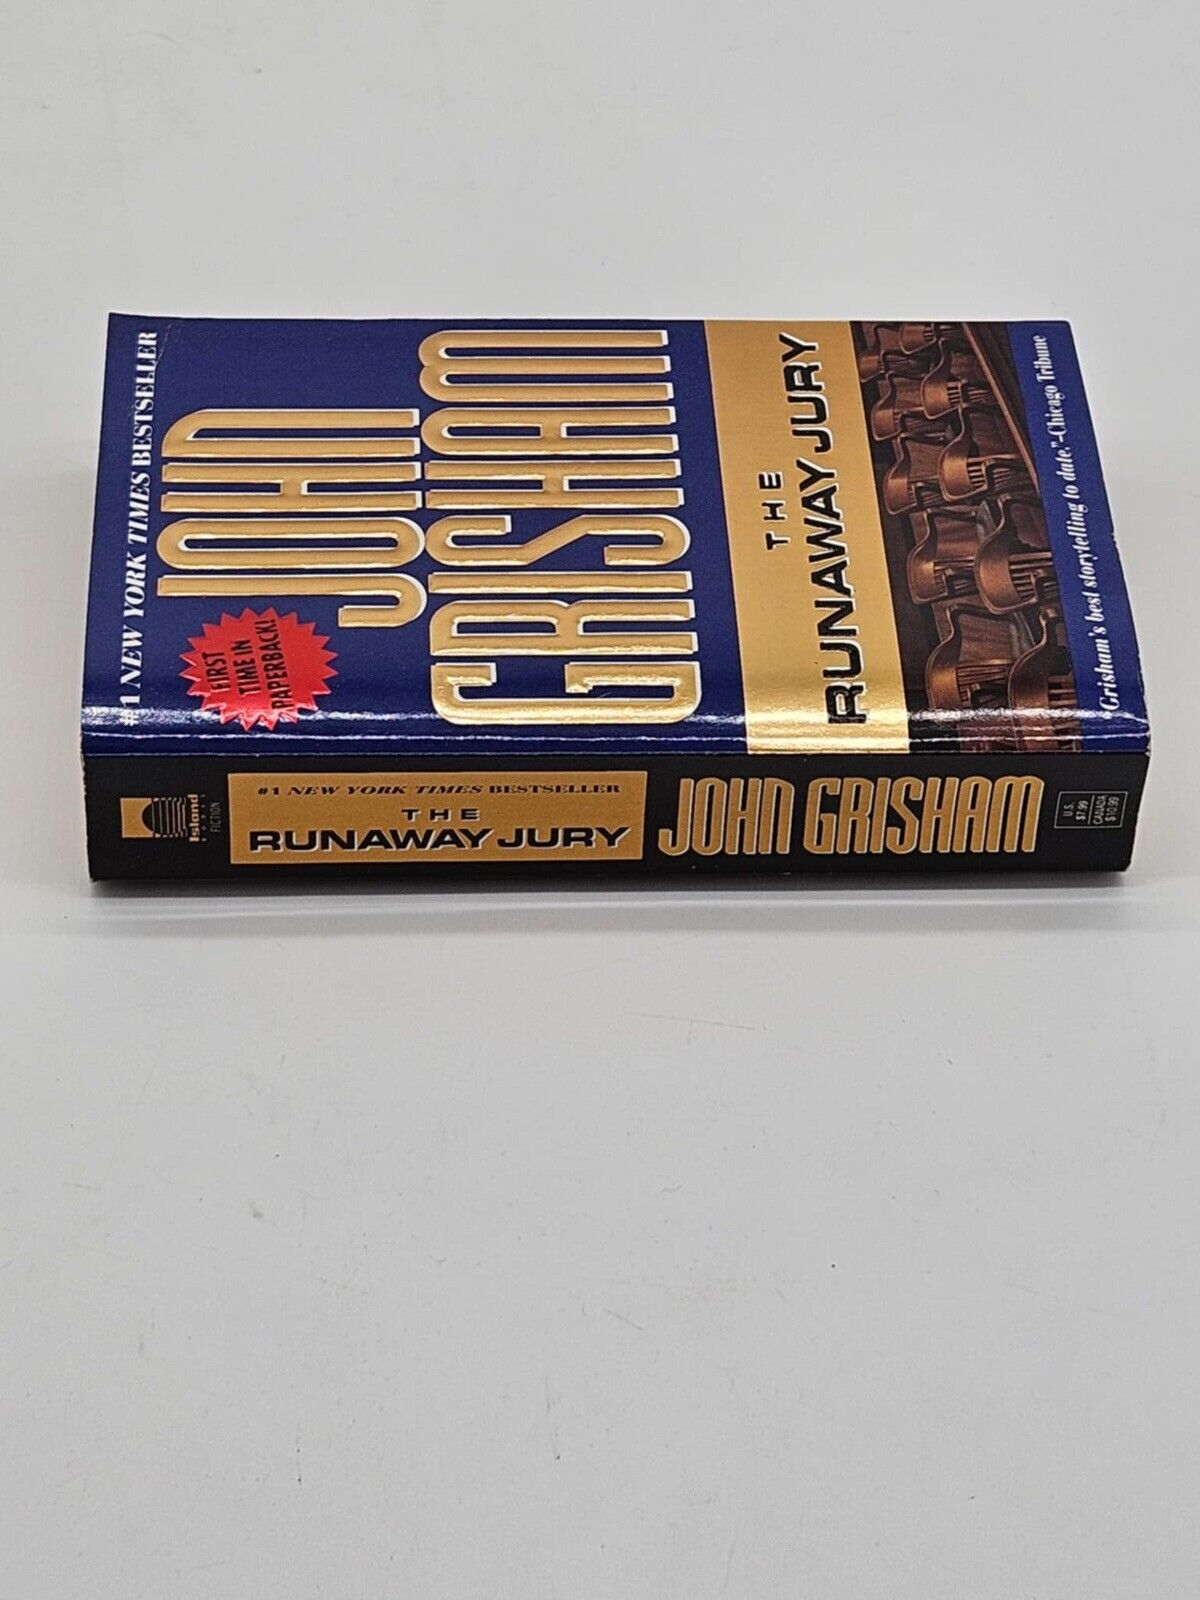 #1 NEW YORK TIMES BESTSELLER
JOHN
GRISHAM
FIRST
TIME IN
PAPERBACK!
THE
RUNAWAY JURY
Grisham's best storytelling to date."-Chicago Tribune
Island
BOOKS
FICTION
#1 NEW YORK TIMES BESTSELLER
THE
RUNAWAY JURY
JOHN GRISHAM
U.S.
$7.99
CANADA
$10.99